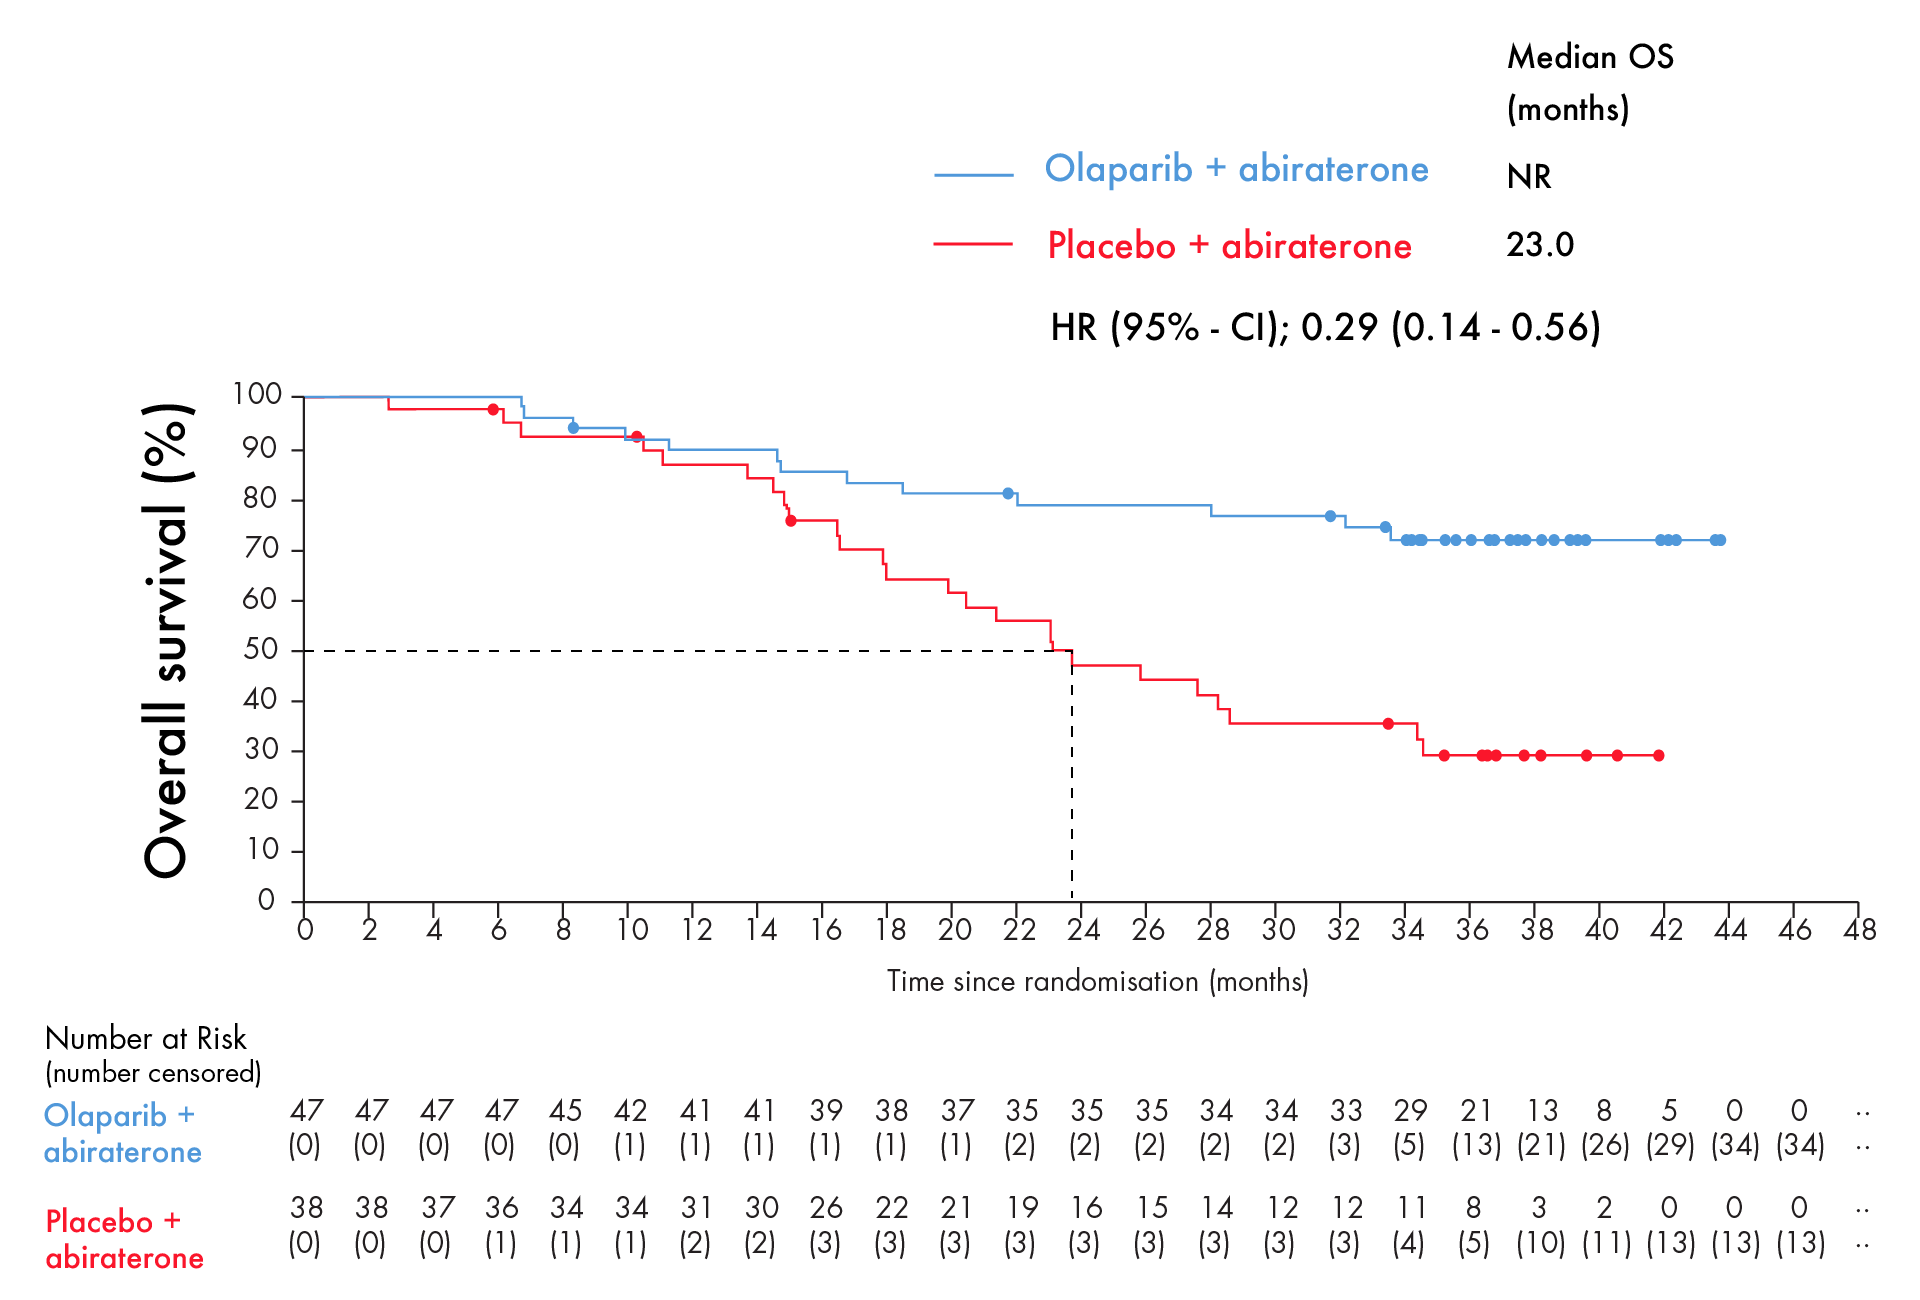 Median OS
(months)
Olaparib + abiraterone NR
Placebo + abiraterone 23.0
HR (95% - CI); 0.29 (0.14 - 0.56)
Overall survival (%)
100
90
80
70
60
50
40
30
20
10
0
0 2 4 6 8 10 12 14 16 18 20 22 24 26 28 30 32 34 36 38 40 42 44 46 48
Time since randomisation (months)
Number at Risk
(number censored)
Olaparib + 47 47 47 47 45 42 41 41 39 38 37 35 35 35 34 34 33 29 21 13 8 5 0 0 ..
abiraterone (0) (0) (0) (0) (0) (1) (1) (1) (1) (1) (1) (2) (2) (2) (2) (2) (3) (5) (13) (21) (26) (29) (34) (34) ..
Placebo + 38 38 37 36 34 34 31 30 26 22 21 19 16 15 14 12 12 11 8 3 2 0 0 0 ..
abiraterone (0) (0) (0) (1) (1) (1) (2) (2) (3) (3) (3) (3) (3) (3) (3) (3) (3) (4) (5) (10) (11) (13) (13) (13) ..